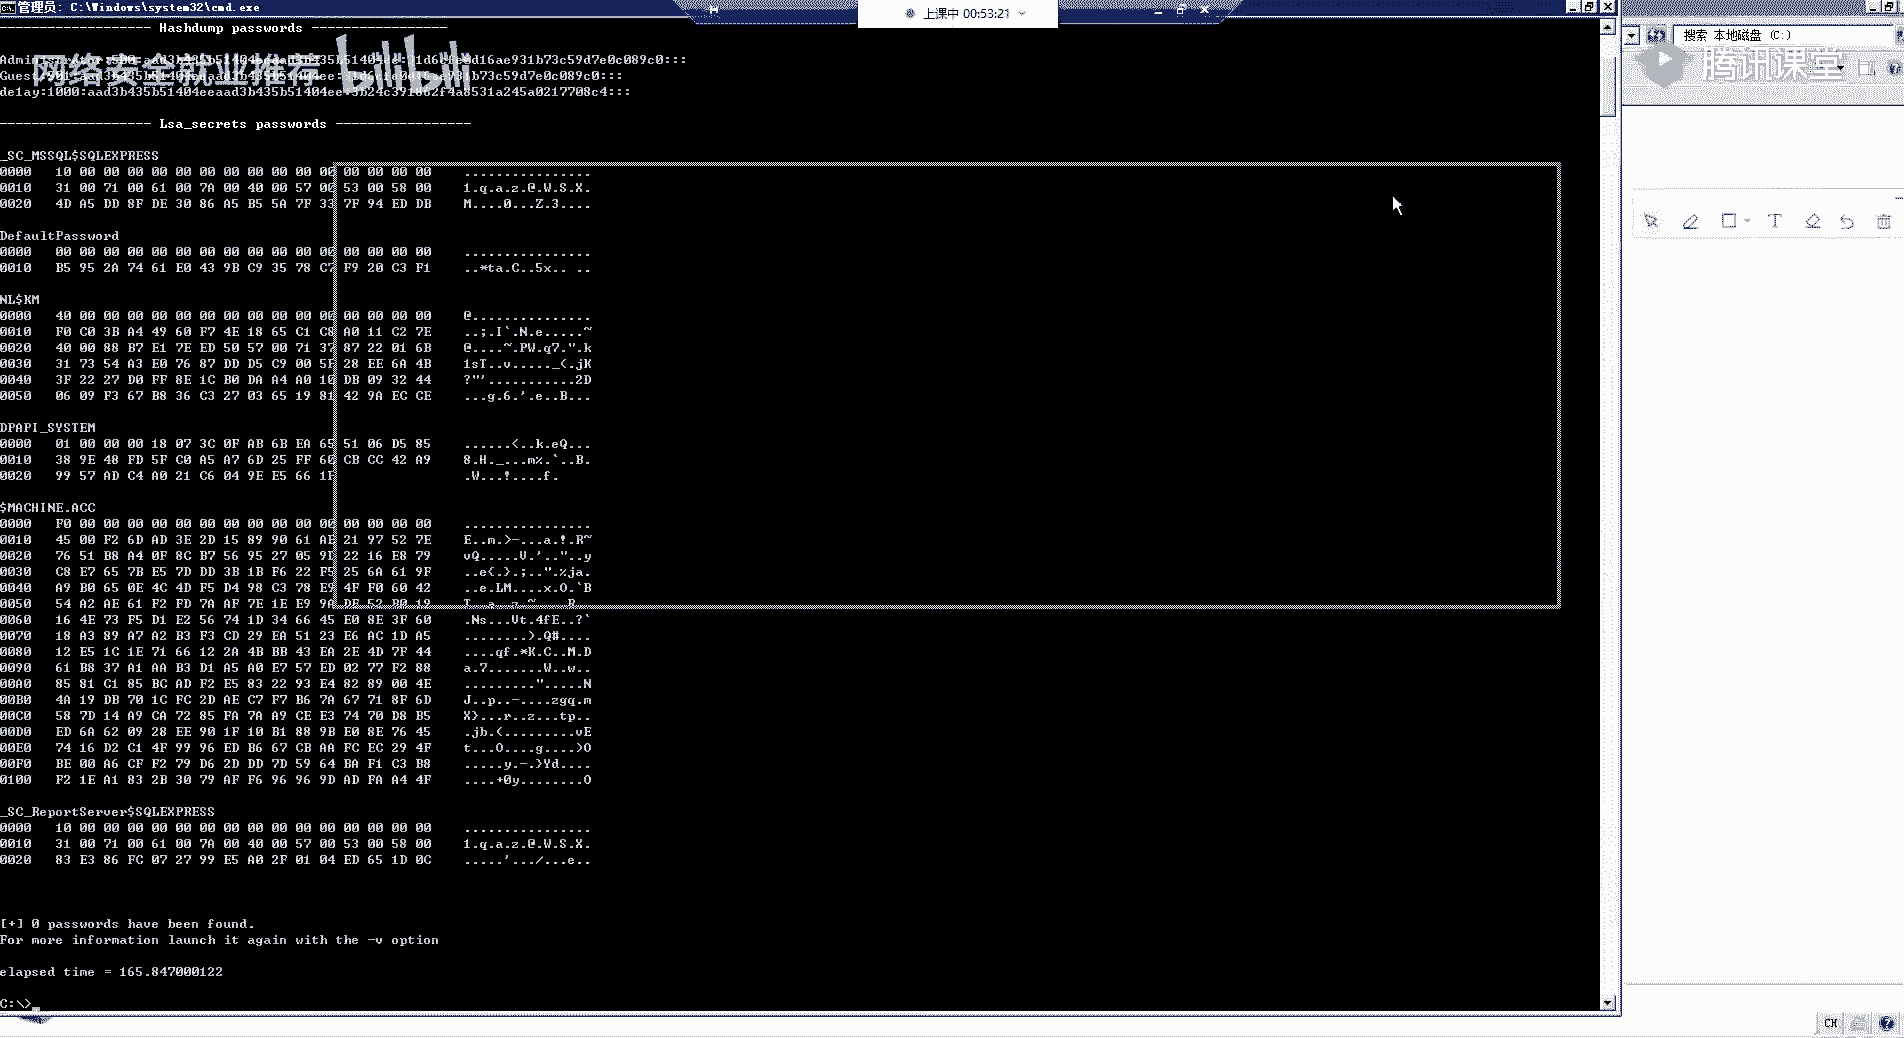 管理员: C:\Windows\system32\cmd.exe
上课中 00:53:21
搜索 本地磁盘 (C:)
腾讯课堂
------------------- Hashdump passwords -----------------
网络安全就业推荐
------------------- Lsa_secrets passwords -----------------
_SC_MSSQL$SQLEXPRESS
0000 10 00 00 00 00 00 00 00 00 00 00 00 00 00 00 00 ................
0010 31 00 71 00 61 00 7A 00 40 00 57 00 53 00 58 00 1.q.a.z.@.W.S.X.
0020 4D A5 DD 8F DE 30 86 A5 B5 5A 7F 33 7F 94 ED DB M....0...Z.3....
DefaultPassword
0000 00 00 00 00 00 00 00 00 00 00 00 00 00 00 00 00 ................
0010 B5 95 2A 74 61 E0 43 9B C9 35 78 C7 F9 20 C3 F1 ..*ta.C..5x.. ..
NL$KM
0000 40 00 00 00 00 00 00 00 00 00 00 00 00 00 00 00 @...............
0010 F0 C0 3B A4 49 60 F7 4E 18 65 C1 C8 A0 11 C2 7E ..;.I`.N.e.....~
0020 40 00 88 B7 E1 7E ED 50 57 00 71 37 87 22 01 6B @....~.PW.q7.".k
0030 31 73 54 A3 E0 76 87 DD D5 C9 00 5F 28 EE 6A 4B 1sT..v....._(.jK
0040 3F 22 27 D0 FF 8E 1C B0 DA A4 A0 10 DB 09 32 44 ?"'...........2D
0050 06 09 F3 67 B8 36 C3 27 03 65 19 81 42 9A EC CE ...g.6.'.e..B...
DPAPI_SYSTEM
0000 01 00 00 00 18 07 3C 0F AB 6B EA 65 51 06 D5 85 ......<..k.eQ...
0010 38 9E 48 FD 5F C0 A5 A7 6D 25 FF 60 CB CC 42 A9 8.H._...m%.`..B.
0020 99 57 AD C4 A0 21 C6 04 9E E5 66 1F .W...!....f.
$MACHINE.ACC
0000 F0 00 00 00 00 00 00 00 00 00 00 00 00 00 00 00 ................
0010 45 00 F2 6D AD 3E 2D 15 89 90 61 AE 21 97 52 7E E..m.>-...a.!.R~
0020 76 51 B8 A4 0F 8C B7 56 95 27 05 9D 22 16 E8 79 vQ.....V.'.."..y
0030 C8 E7 65 7B E5 7D DD 3B 1B F6 22 F5 25 6A 61 9F ..e{.}.;..".%ja.
0040 A9 B0 65 0E 4C 4D F5 D4 98 C3 78 E9 4F F0 60 42 ..e.LM....x.O.`B
0050 54 A2 AE 61 F2 FD 7A AF 7E 1E E9 9A DE 52 B0 19 T..a..z.~....R..
0060 16 4E 73 F5 D1 E2 56 74 1D 34 66 45 E0 8E 3F 60 .Ns...Vt.4fE..?`
0070 18 A3 89 A7 A2 B3 F3 CD 29 EA 51 23 E6 AC 1D A5 ........).Q#....
0080 12 E5 1C 1E 71 66 12 2A 4B BB 43 EA 2E 4D 7F 44 ....qf.*K.C..M.D
0090 61 B8 37 A1 AA B3 D1 A5 A0 E7 57 ED 02 77 F2 88 a.7.......W..w..
00A0 85 81 C1 85 BC AD F2 E5 83 22 93 E4 82 89 00 4E .........".....N
00B0 4A 19 DB 70 1C FC 2D AE C7 F7 B6 7A 67 71 8F 6D J..p..-....zgq.m
00C0 58 7D 14 A9 CA 72 85 FA 7A A9 CE E3 74 70 D8 B5 X}...r..z...tp..
00D0 ED 6A 62 09 28 EE 90 1F 10 B1 88 9B E0 8E 76 45 .jb.(.........vE
00E0 74 16 D2 C1 4F 99 96 ED B6 67 CB AA FC EC 29 4F t...O....g....)O
00F0 BE 00 A6 CF F2 79 D6 2D DD 7D 59 64 BA F1 C3 B8 .....y.-.}Yd....
0100 F2 1E A1 83 2B 30 79 AF F6 96 96 9D AD FA A4 4F ....+0y........O
_SC_ReportServer$SQLEXPRESS
0000 10 00 00 00 00 00 00 00 00 00 00 00 00 00 00 00 ................
0010 31 00 71 00 61 00 7A 00 40 00 57 00 53 00 58 00 1.q.a.z.@.W.S.X.
0020 83 E3 86 FC 07 27 99 E5 A0 2F 01 04 ED 65 1D 0C .....'.../...e..
[+] 0 passwords have been found.
For more information launch it again with the -v option
elapsed time = 165.847000122
C:\>_
CH